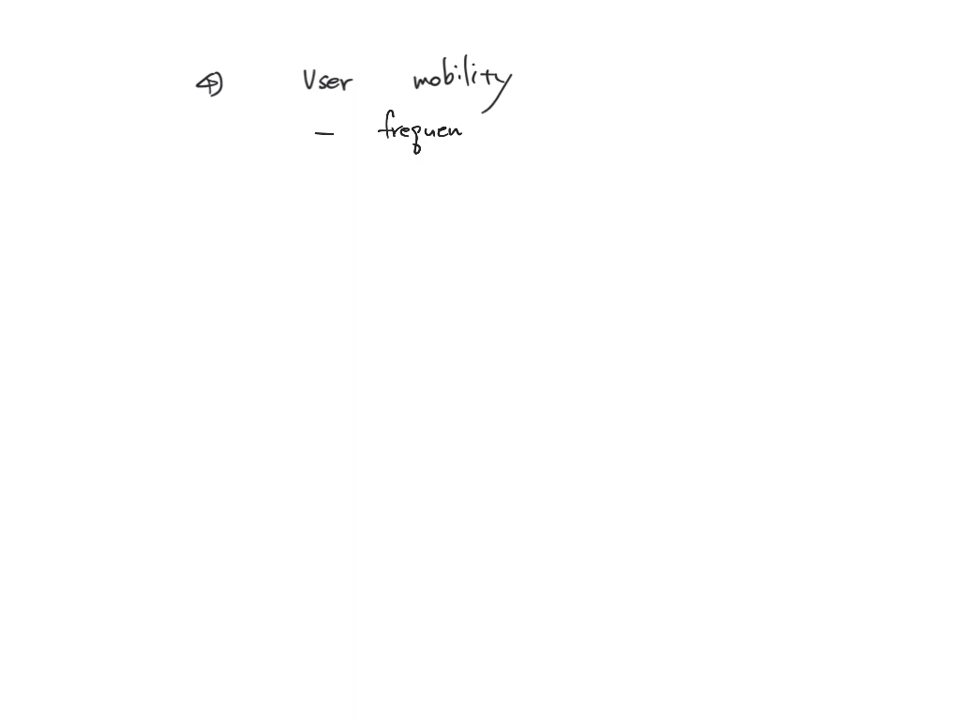 ④ User mobility
– frequen